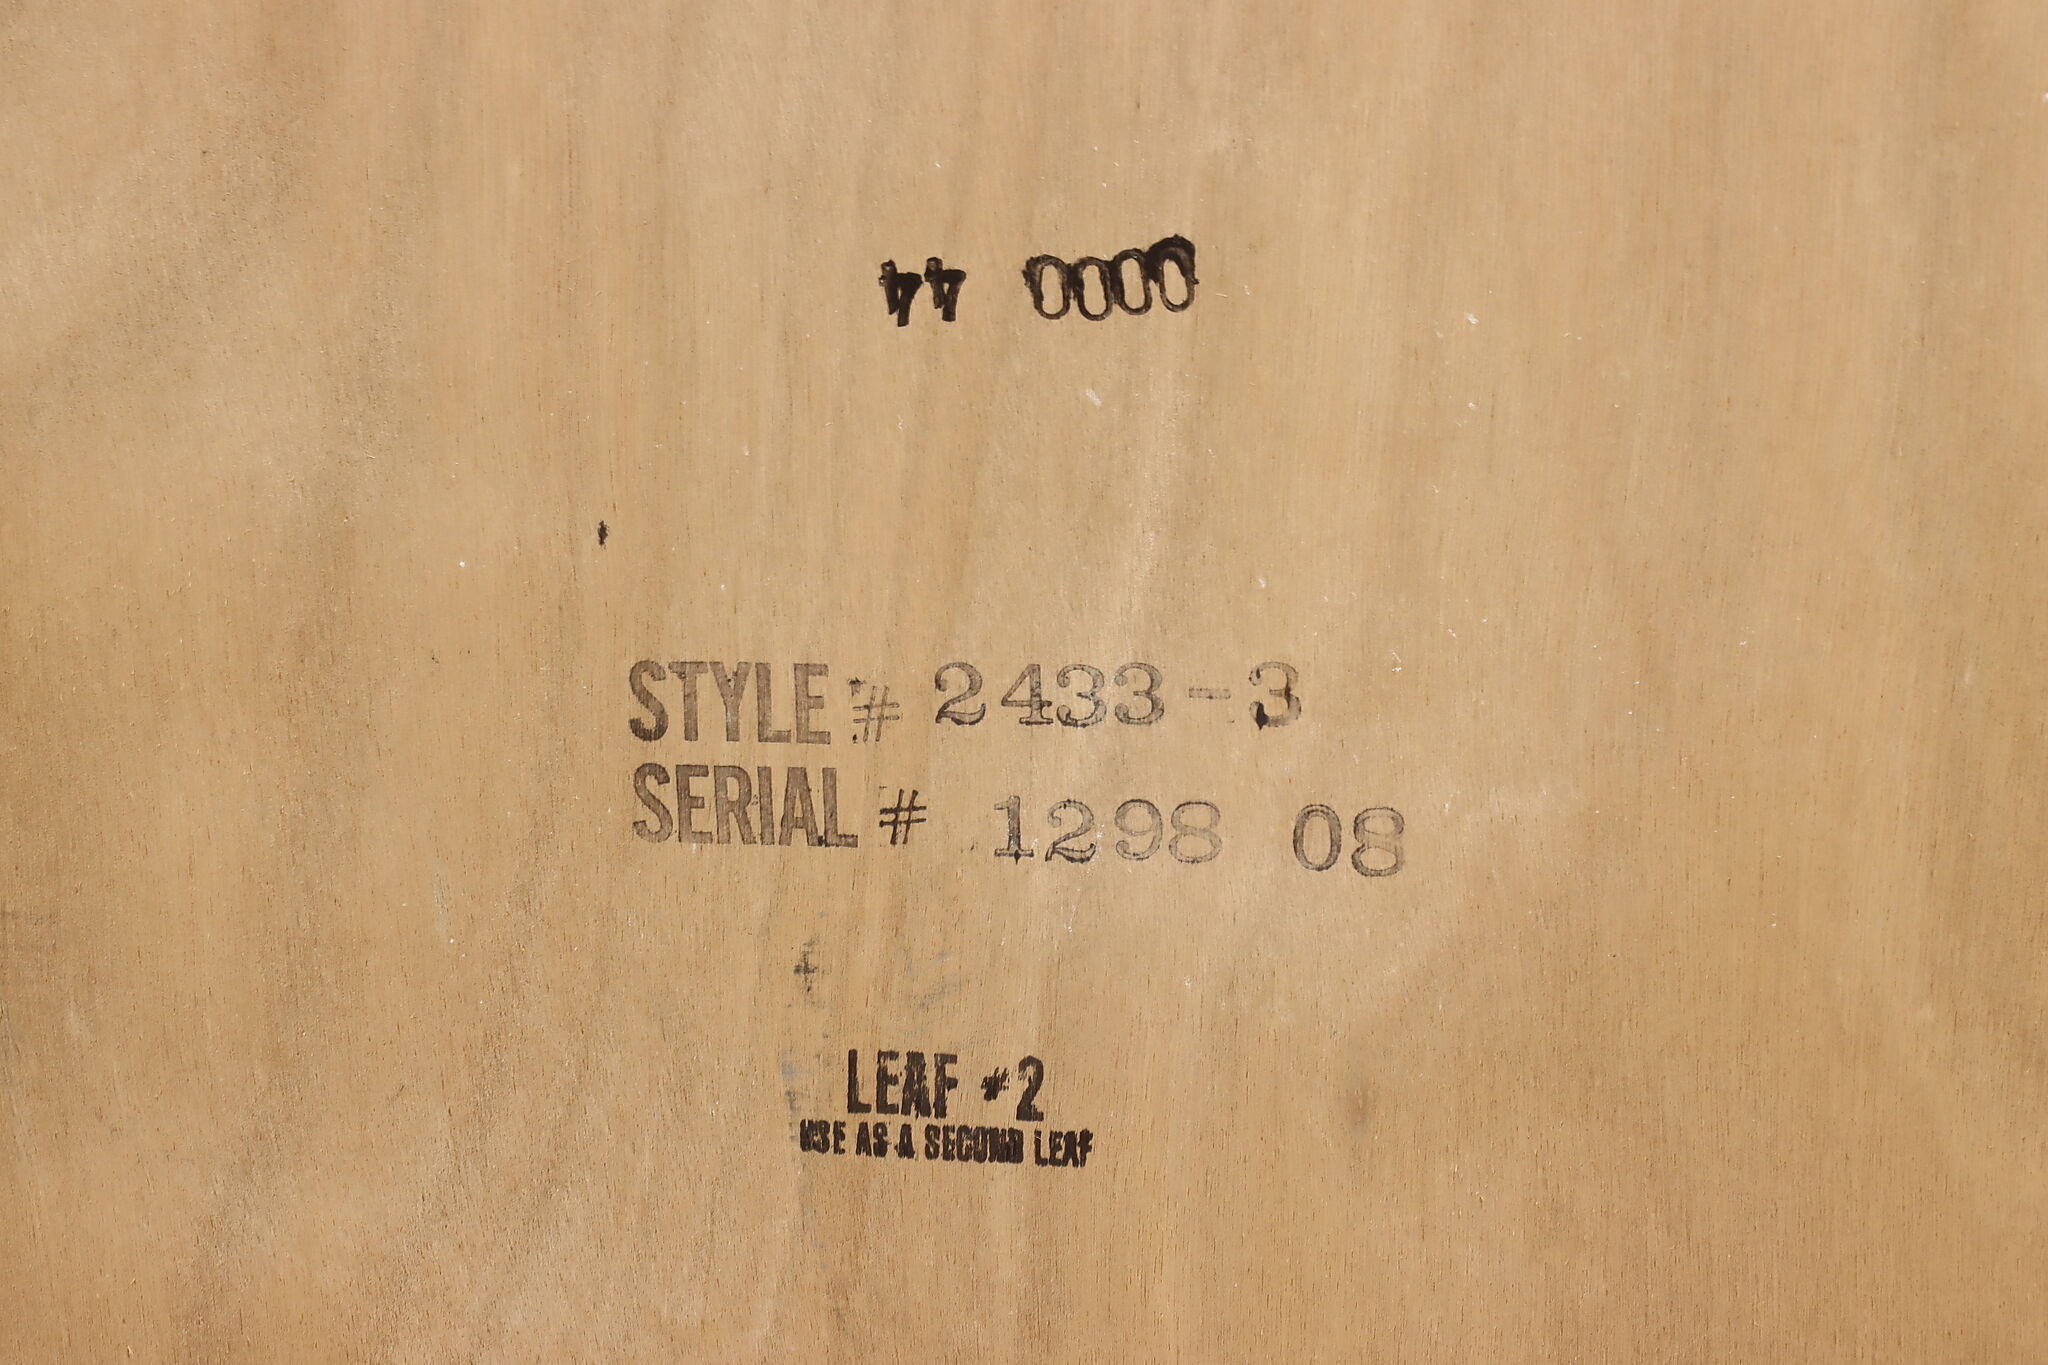 44 0000
STYLE # 2433-3
SERIAL # 1298 08
LEAF #2
USE AS A SECOND LEAF